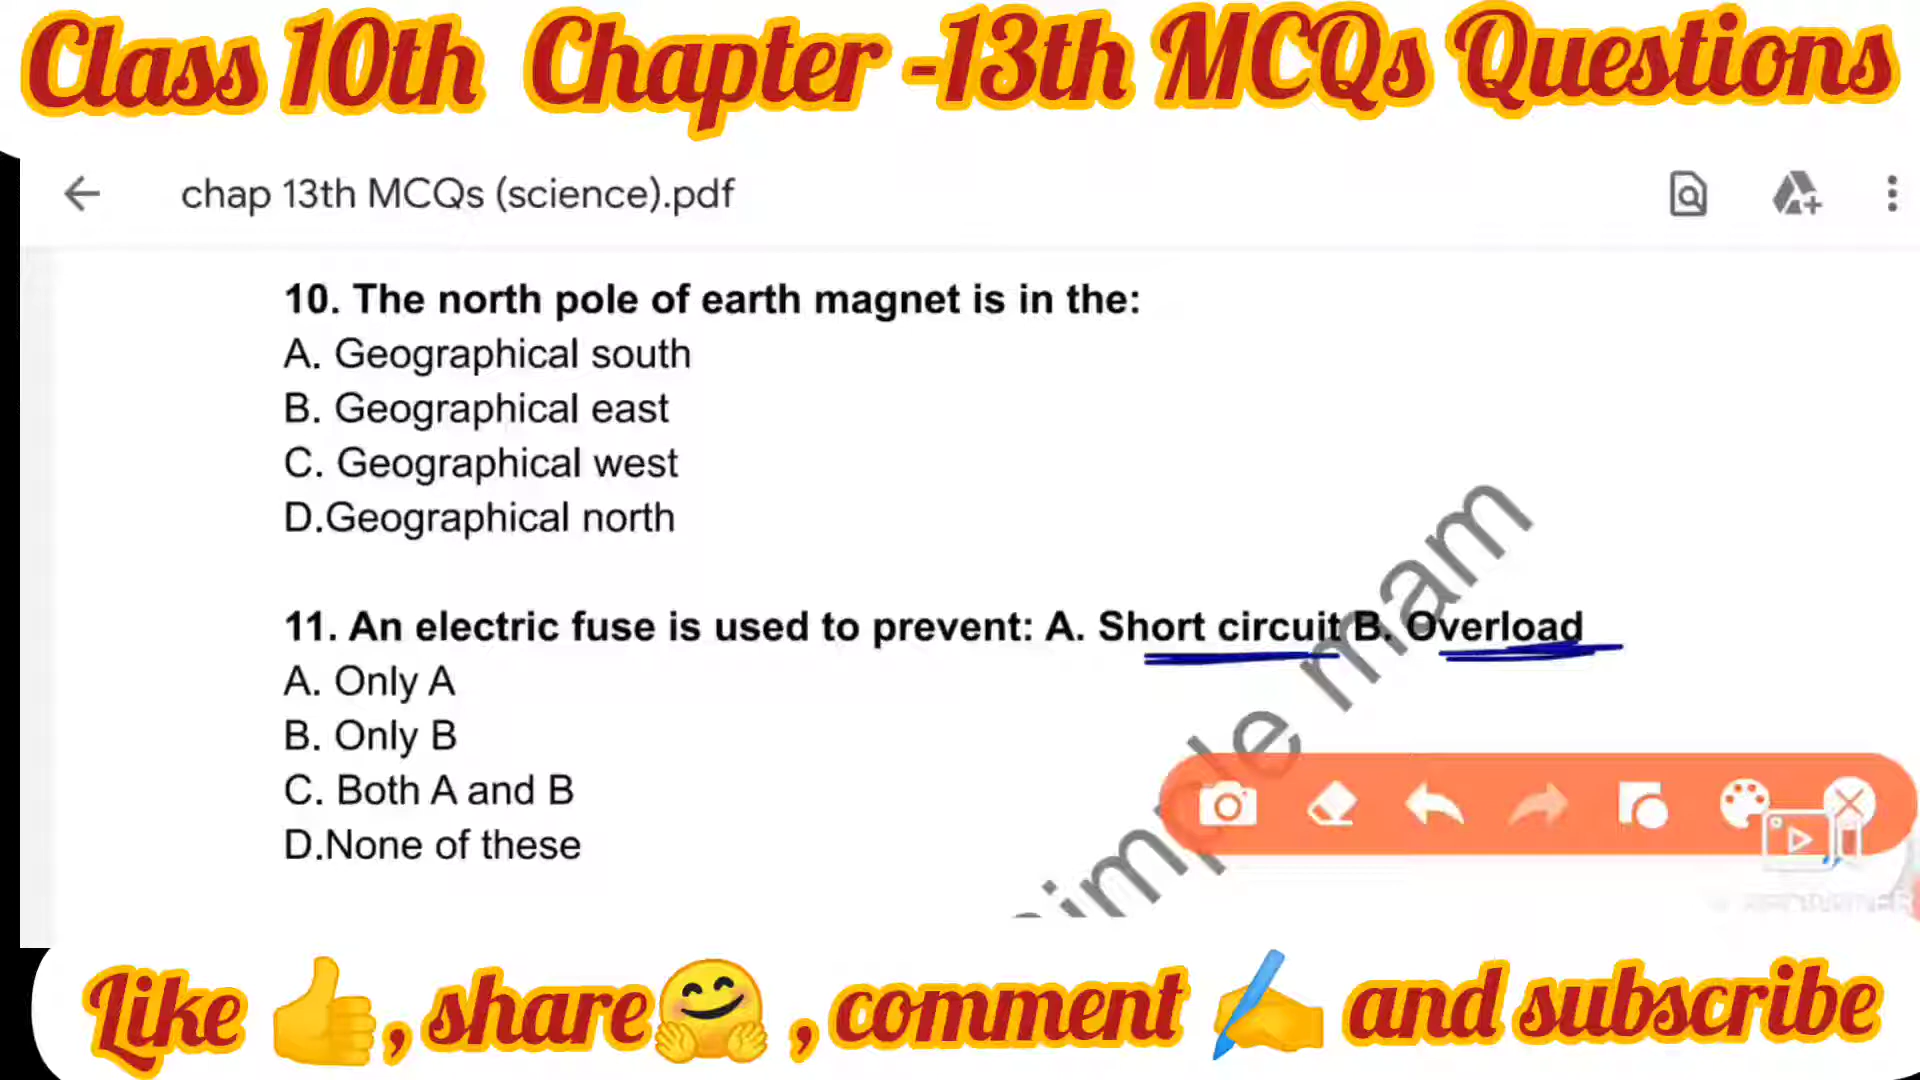 Class 10th Chapter -13th MCQs Questions
chap 13th MCQs (science).pdf
10. The north pole of earth magnet is in the:
A. Geographical south
B. Geographical east
C. Geographical west
D.Geographical north
11. An electric fuse is used to prevent: A. Short circuit B. Overload
A. Only A
B. Only B
C. Both A and B
D.None of these
mam
Like 👍, share🤗 , comment ✍ and subscribe